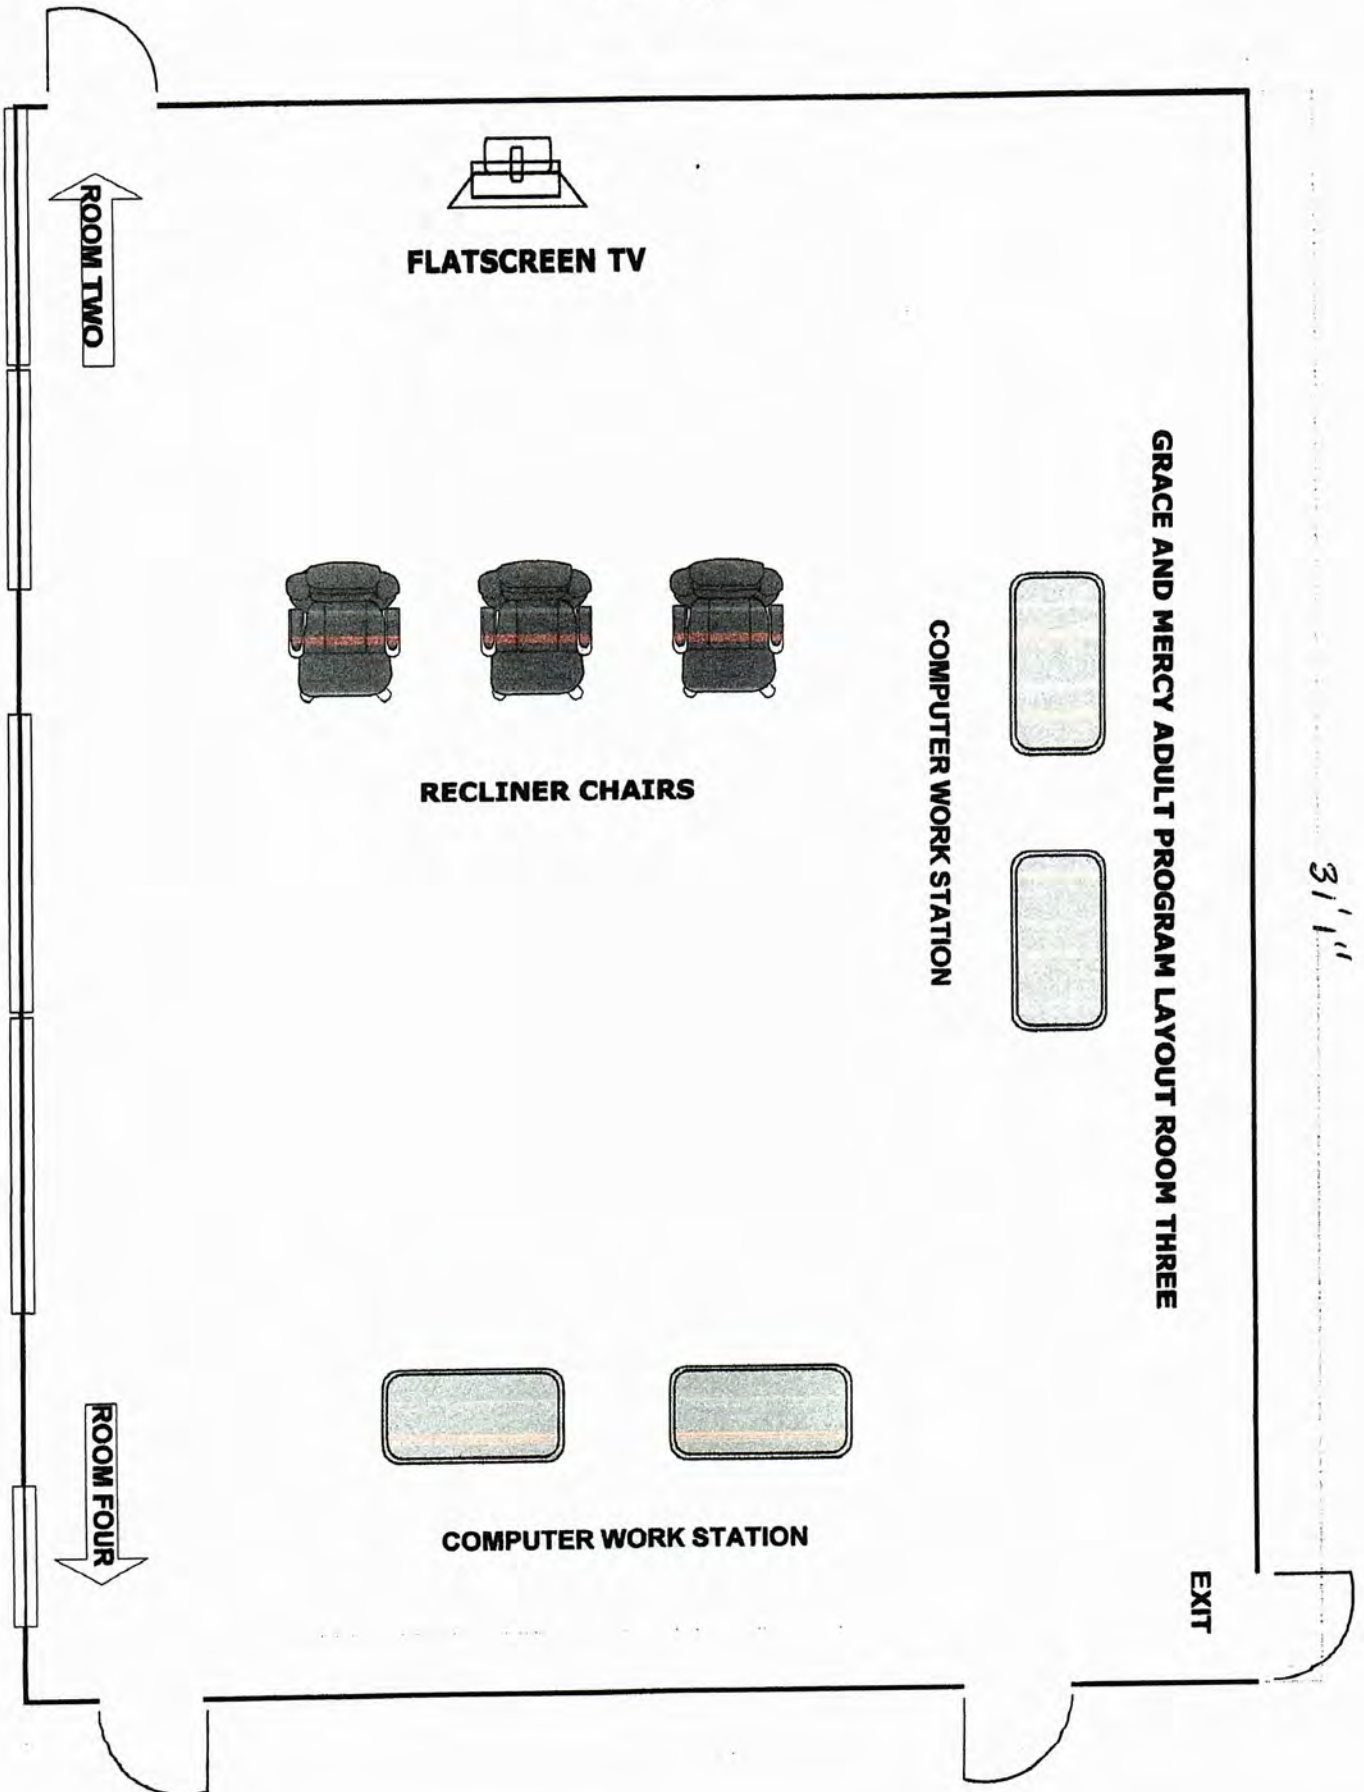 GRACE AND MERCY ADULT PROGRAM LAYOUT ROOM THREE
31'1"
ROOM TWO
FLATSCREEN TV
RECLINER CHAIRS
COMPUTER WORK STATION
COMPUTER WORK STATION
ROOM FOUR
EXIT